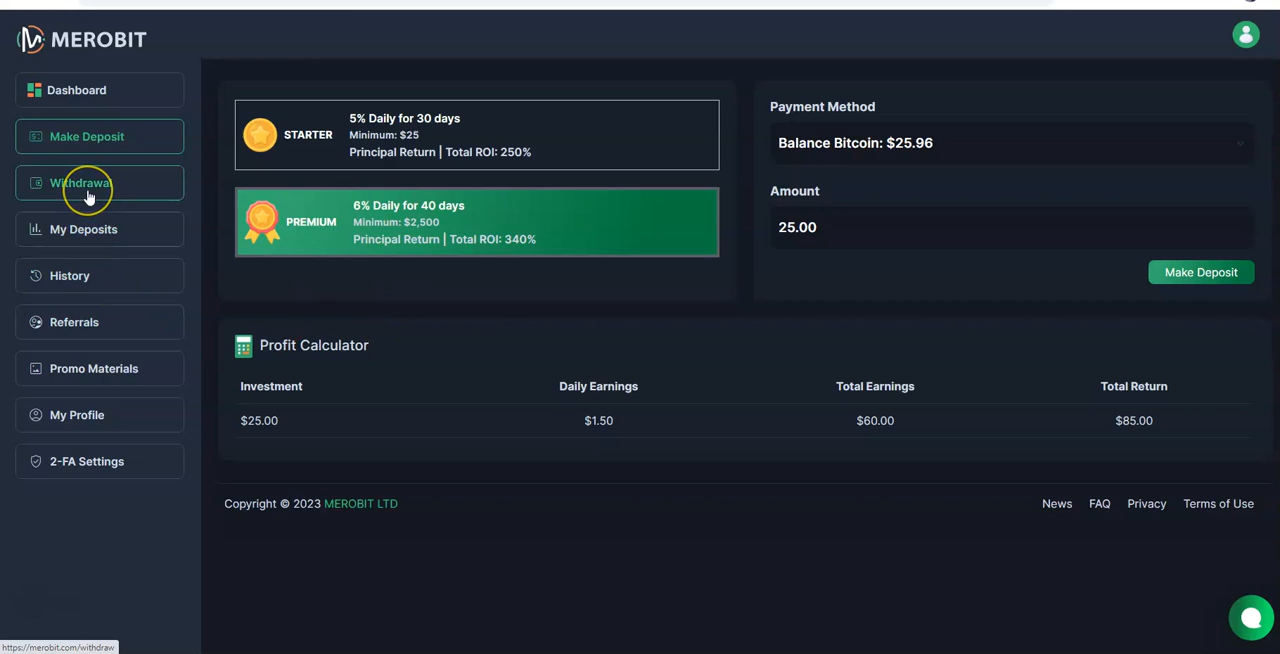 MEROBIT
Dashboard
Make Deposit
Withdrawal
My Deposits
History
Referrals
Promo Materials
My Profile
2-FA Settings
STARTER
5% Daily for 30 days
Minimum: $25
Principal Return | Total ROI: 250%
PREMIUM
6% Daily for 40 days
Minimum: $2,500
Principal Return | Total ROI: 340%
Payment Method
Balance Bitcoin: $25.96
Amount
25.00
Make Deposit
Profit Calculator
Investment Daily Earnings Total Earnings Total Return
$25.00 $1.50 $60.00 $85.00
Copyright © 2023 MEROBIT LTD
News FAQ Privacy Terms of Use
https://merobit.com/withdraw